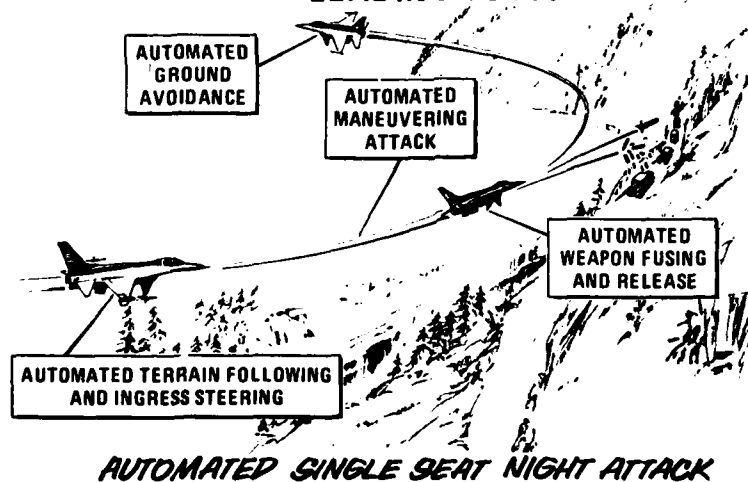 AUTOMATED
GROUND
AVOIDANCE
AUTOMATED
MANEUVERING
ATTACK
AUTOMATED
WEAPON FUSING
AND RELEASE
AUTOMATED TERRAIN FOLLOWING
AND INGRESS STEERING
AUTOMATED SINGLE SEAT NIGHT ATTACK